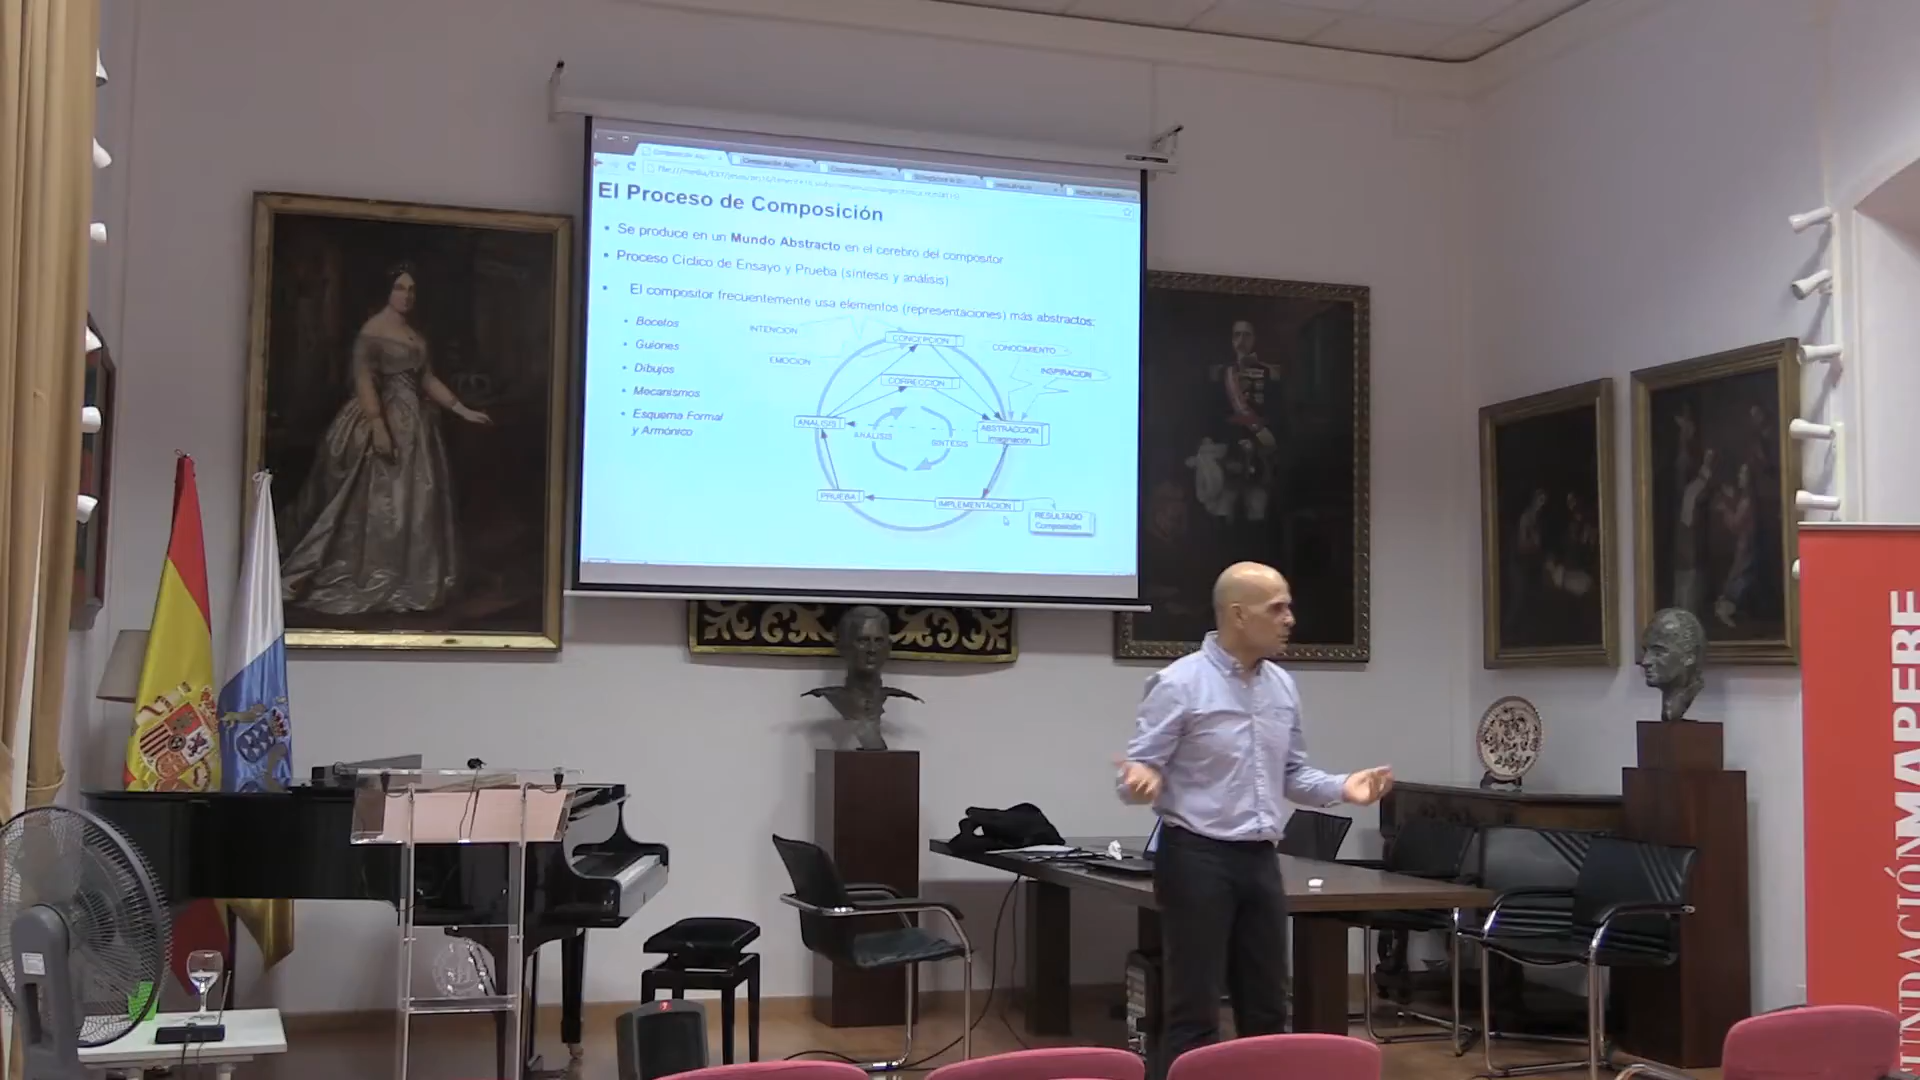 El Proceso de Composición
Se produce en un Mundo Abstracto en el cerebro del compositor
Proceso Cíclico de Ensayo y Prueba (síntesis y análisis)
El compositor frecuentemente usa elementos (representaciones) más abstractos:
Bocetos
Guiones
Dibujos
Mecanismos
Esquema Formal
y Armónico
INTENCION
EMOCION
CONCEPCION
CONOCIMIENTO
INSPIRACION
CORRECCION
ANALISIS
ANALISIS
SINTESIS
ABSTRACCION
Imaginación
PRUEBA
IMPLEMENTACION
RESULTADO
Composición
FUNDACIÓNMAPEBE